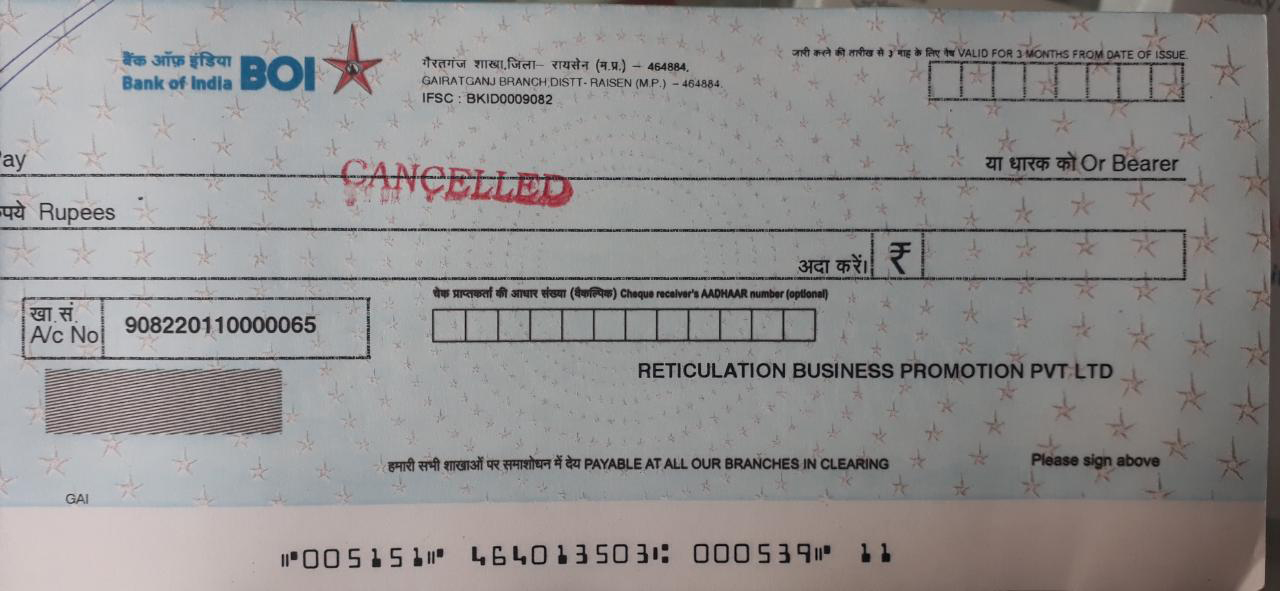 बैंक ऑफ़ इंडिया
Bank of India BOI
गैरतगंज शाखा,जिला– रायसेन (म.प्र.) – 464884.
GAIRATGANJ BRANCH,DISTT- RAISEN (M.P.) – 464884.
IFSC : BKID0009082
जारी करने की तारीख से 3 माह के लिए वैध VALID FOR 3 MONTHS FROM DATE OF ISSUE.
ay
या धारक को Or Bearer
CANCELLED
पये Rupees
अदा करें। ₹
चेक प्राप्तकर्ता की आधार संख्या (वैकल्पिक) Cheque receiver's AADHAAR number (optional)
खा.सं.
A/c No 908220110000065
RETICULATION BUSINESS PROMOTION PVT LTD
हमारी सभी शाखाओं पर समाशोधन में देय PAYABLE AT ALL OUR BRANCHES IN CLEARING
Please sign above
GAI
⑈005151⑈ 464013503⑆ 000539⑈ 11